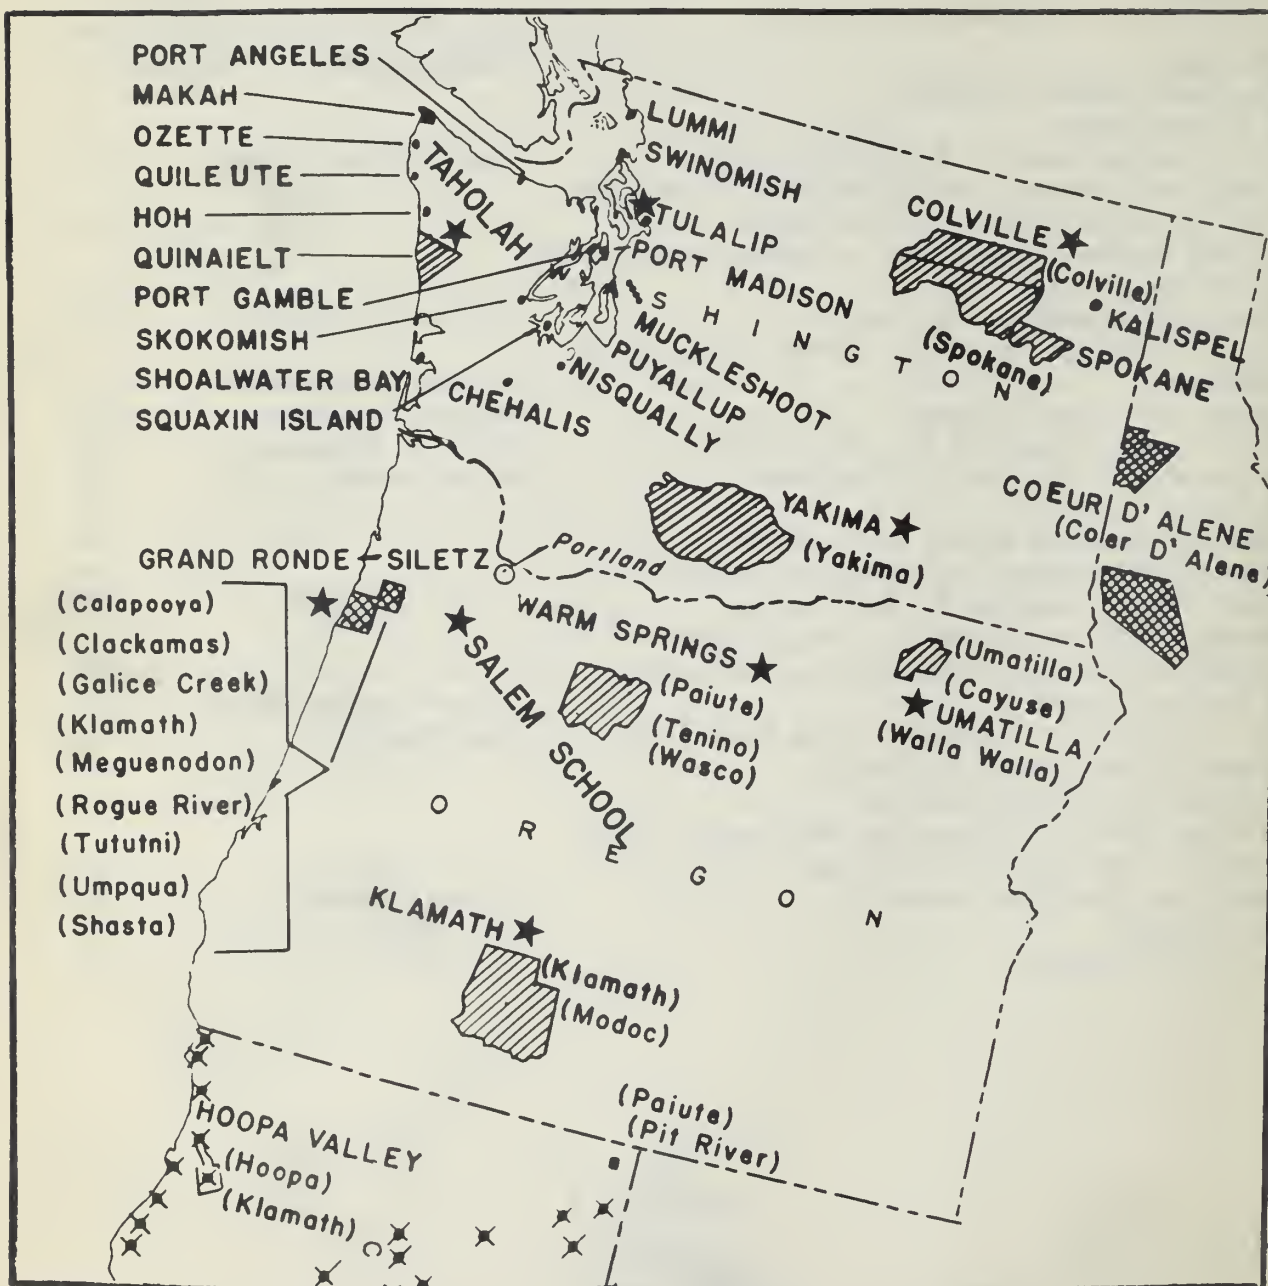 PORT ANGELES
MAKAH
OZETTE
QUILEUTE
HOH
QUINAIELT
PORT GAMBLE
SKOKOMISH
SHOALWATER BAY
SQUAXIN ISLAND
TAHOLAH
LUMMI
SWINOMISH
TULALIP
PORT MADISON
SHINGTON
MUCKLESHOOT
PUYALLUP
NISQUALLY
CHEHALIS
COLVILLE
(Colville)
KALISPEL
(Spokane)
SPOKANE
COEUR D'ALENE
(Coler D'Alene)
YAKIMA
(Yakima)
Portland
GRAND RONDE-SILETZ
(Calapooya)
(Clackamas)
(Galice Creek)
(Klamath)
(Meguenodon)
(Rogue River)
(Tututni)
(Umpqua)
(Shasta)
SALEM SCHOOL
WARM SPRINGS
(Paiute)
(Tenino)
(Wasco)
(Umatilla)
(Cayuse)
UMATILLA
(Walla Walla)
OREGON
KLAMATH
(Klamath)
(Modoc)
(Paiute)
(Pit River)
HOOPA VALLEY
(Hoopa)
(Klamath)
C